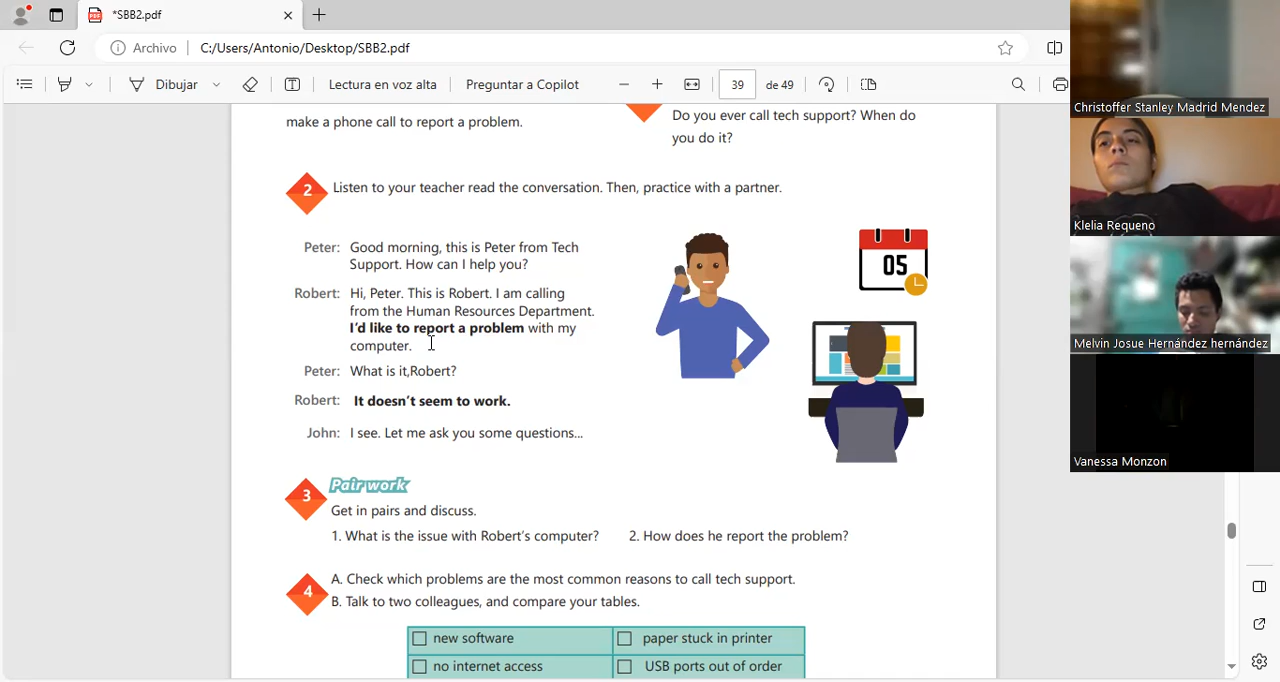 *SBB2.pdf
Archivo
C:/Users/Antonio/Desktop/SBB2.pdf
Dibujar
Lectura en voz alta
Preguntar a Copilot
39
de 49
make a phone call to report a problem.
Do you ever call tech support? When do
you do it?
2
Listen to your teacher read the conversation. Then, practice with a partner.
Peter: Good morning, this is Peter from Tech
Support. How can I help you?
Robert: Hi, Peter. This is Robert. I am calling
from the Human Resources Department.
I'd like to report a problem with my
computer.
Peter: What is it,Robert?
Robert: It doesn't seem to work.
John: I see. Let me ask you some questions...
05
3
Pair work
Get in pairs and discuss.
1. What is the issue with Robert's computer?
2. How does he report the problem?
4
A. Check which problems are the most common reasons to call tech support.
B. Talk to two colleagues, and compare your tables.
new software
paper stuck in printer
no internet access
USB ports out of order
Christoffer Stanley Madrid Mendez
Klelia Requeno
Melvin Josue Hernández hernández
Vanessa Monzon